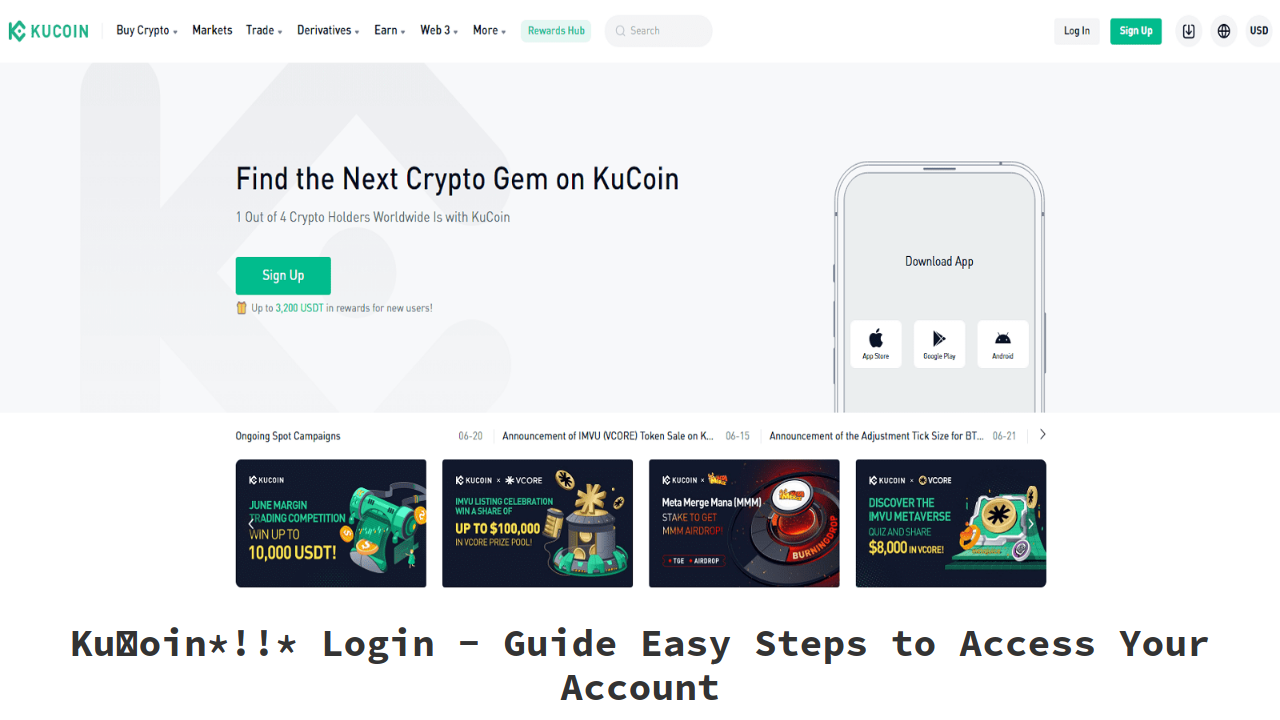 KUCOIN Buy Crypto Markets Trade Derivatives Earn Web 3 More Rewards Hub Search Log In Sign Up USD
Find the Next Crypto Gem on KuCoin
1 Out of 4 Crypto Holders Worldwide Is with KuCoin
Sign Up
Up to 3,200 USDT in rewards for new users!
Download App
App Store Google Play Android
Ongoing Spot Campaigns 06-20 Announcement of IMVU (VCORE) Token Sale on K... 06-15 Announcement of the Adjustment Tick Size for BT... 06-21
KUCOIN
JUNE MARGIN
TRADING COMPETITION
WIN UP TO
10,000 USDT!
KUCOIN × VCORE
IMVU LISTING CELEBRATION
WIN A SHARE OF
UP TO $100,000
IN VCORE PRIZE POOL!
KUCOIN ×
Meta Merge Mana (MMM)
STAKE TO GET
MMM AIRDROP!
TGE AIRDROP
BURNINGDROP
KUCOIN × VCORE
DISCOVER THE
IMVU METAVERSE
QUIZ AND SHARE
$8,000 IN VCORE!
Ku▯oin*!!* Login - Guide Easy Steps to Access Your
Account